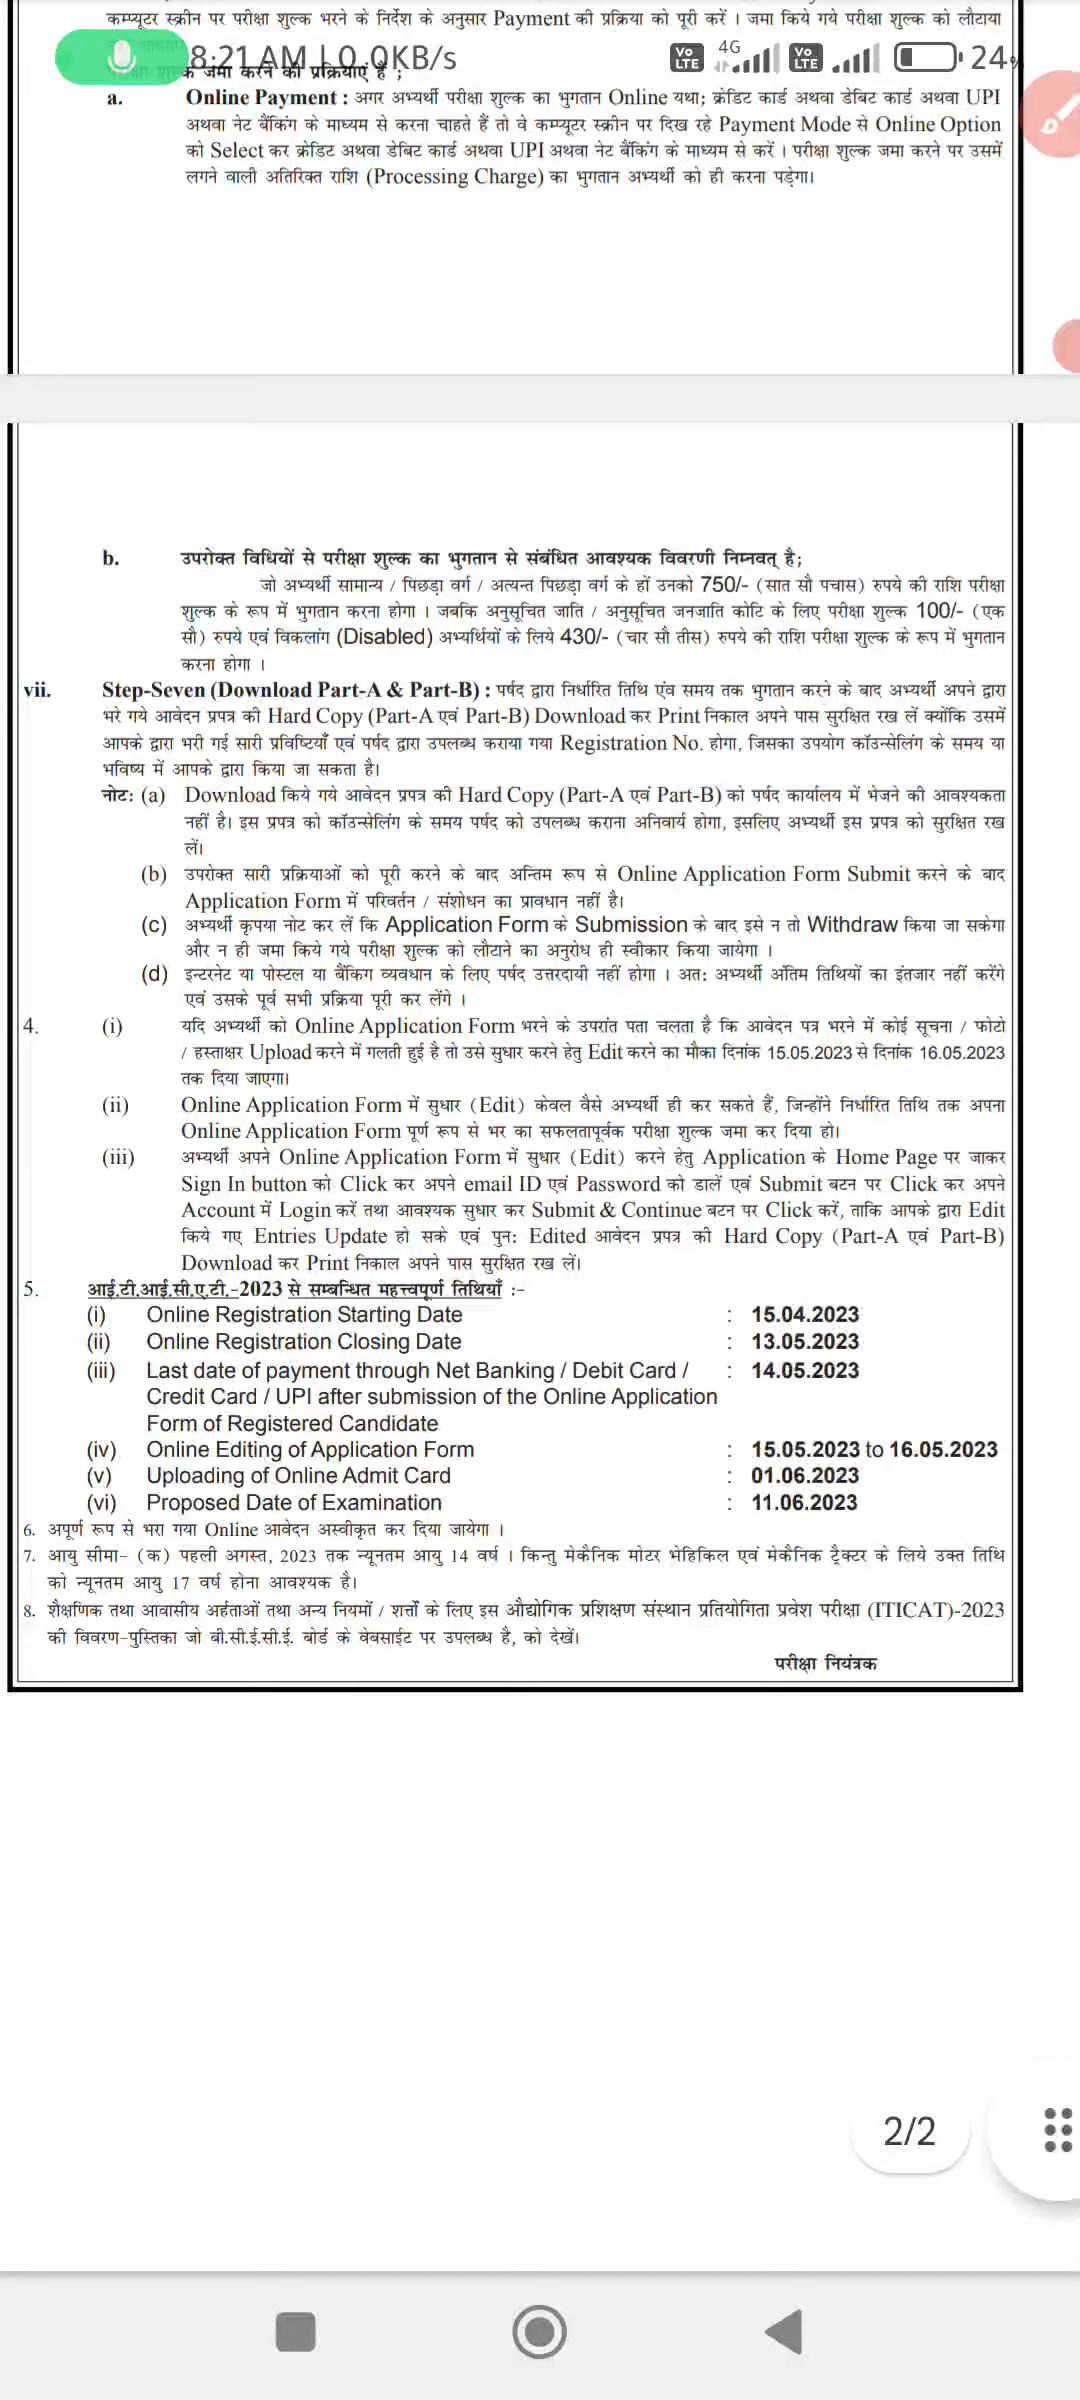 कम्प्यूटर स्क्रीन पर परीक्षा शुल्क भरने के निर्देश के अनुसार Payment की प्रक्रिया को पूरी करें । जमा किये गये परीक्षा शुल्क को लौटाया
8:21 AM | 0.0KB/s
Vo LTE 4G Vo LTE 24%
जमा करने की प्रक्रियाएं हैं ;
a. Online Payment : अगर अभ्यर्थी परीक्षा शुल्क का भुगतान Online यथा; क्रेडिट कार्ड अथवा डेबिट कार्ड अथवा UPI
अथवा नेट बैंकिंग के माध्यम से करना चाहते हैं तो वे कम्प्यूटर स्क्रीन पर दिख रहे Payment Mode से Online Option
को Select कर क्रेडिट अथवा डेबिट कार्ड अथवा UPI अथवा नेट बैंकिंग के माध्यम से करें । परीक्षा शुल्क जमा करने पर उसमें
लगने वाली अतिरिक्त राशि (Processing Charge) का भुगतान अभ्यर्थी को ही करना पड़ेगा।
b. उपरोक्त विधियों से परीक्षा शुल्क का भुगतान से संबंधित आवश्यक विवरणी निम्नवत् है;
जो अभ्यर्थी सामान्य / पिछड़ा वर्ग / अत्यन्त पिछड़ा वर्ग के हों उनको 750/- (सात सौ पचास) रुपये की राशि परीक्षा
शुल्क के रूप में भुगतान करना होगा । जबकि अनुसूचित जाति / अनुसूचित जनजाति कोटि के लिए परीक्षा शुल्क 100/- (एक
सौ) रुपये एवं विकलांग (Disabled) अभ्यर्थियों के लिये 430/- (चार सौ तीस) रुपये की राशि परीक्षा शुल्क के रूप में भुगतान
करना होगा ।
vii. Step-Seven (Download Part-A & Part-B) : पर्षद द्वारा निर्धारित तिथि एंव समय तक भुगतान करने के बाद अभ्यर्थी अपने द्वारा
भरे गये आवेदन प्रपत्र की Hard Copy (Part-A एवं Part-B) Download कर Print निकाल अपने पास सुरक्षित रख लें क्योंकि उसमें
आपके द्वारा भरी गई सारी प्रविष्टियाँ एवं पर्षद द्वारा उपलब्ध कराया गया Registration No. होगा, जिसका उपयोग कॉउन्सेलिंग के समय या
भविष्य में आपके द्वारा किया जा सकता है।
नोट: (a) Download किये गये आवेदन प्रपत्र की Hard Copy (Part-A एवं Part-B) को पर्षद कार्यालय में भेजने की आवश्यकता
नहीं है। इस प्रपत्र को कॉउन्सेलिंग के समय पर्षद को उपलब्ध कराना अनिवार्य होगा, इसलिए अभ्यर्थी इस प्रपत्र को सुरक्षित रख
लें।
(b) उपरोक्त सारी प्रक्रियाओं को पूरी करने के बाद अन्तिम रूप से Online Application Form Submit करने के बाद
Application Form में परिवर्तन / संशोधन का प्रावधान नहीं है।
(c) अभ्यर्थी कृपया नोट कर लें कि Application Form के Submission के बाद इसे न तो Withdraw किया जा सकेगा
और न ही जमा किये गये परीक्षा शुल्क को लौटाने का अनुरोध ही स्वीकार किया जायेगा ।
(d) इन्टरनेट या पोस्टल या बैंकिग व्यवधान के लिए पर्षद उत्तरदायी नहीं होगा । अत: अभ्यर्थी अंतिम तिथियों का इंतजार नहीं करेंगे
एवं उसके पूर्व सभी प्रक्रिया पूरी कर लेंगे ।
4. (i) यदि अभ्यर्थी को Online Application Form भरने के उपरांत पता चलता है कि आवेदन पत्र भरने में कोई सूचना / फोटो
/ हस्ताक्षर Upload करने में गलती हुई है तो उसे सुधार करने हेतु Edit करने का मौका दिनांक 15.05.2023 से दिनांक 16.05.2023
तक दिया जाएगा।
(ii) Online Application Form में सुधार (Edit) केवल वैसे अभ्यर्थी ही कर सकते हैं, जिन्होंने निर्धारित तिथि तक अपना
Online Application Form पूर्ण रूप से भर का सफलतापूर्वक परीक्षा शुल्क जमा कर दिया हो।
(iii) अभ्यर्थी अपने Online Application Form में सुधार (Edit) करने हेतु Application के Home Page पर जाकर
Sign In button को Click कर अपने email ID एवं Password को डालें एवं Submit बटन पर Click कर अपने
Account में Login करें तथा आवश्यक सुधार कर Submit & Continue बटन पर Click करें, ताकि आपके द्वारा Edit
किये गए Entries Update हो सके एवं पुन: Edited आवेदन प्रपत्र की Hard Copy (Part-A एवं Part-B)
Download कर Print निकाल अपने पास सुरक्षित रख लें।
5. आई.टी.आई.सी.ए.टी.-2023 से सम्बन्धित महत्त्वपूर्ण तिथियाँ :-
(i) Online Registration Starting Date : 15.04.2023
(ii) Online Registration Closing Date : 13.05.2023
(iii) Last date of payment through Net Banking / Debit Card / : 14.05.2023
Credit Card / UPI after submission of the Online Application
Form of Registered Candidate
(iv) Online Editing of Application Form : 15.05.2023 to 16.05.2023
(v) Uploading of Online Admit Card : 01.06.2023
(vi) Proposed Date of Examination : 11.06.2023
6. अपूर्ण रूप से भरा गया Online आवेदन अस्वीकृत कर दिया जायेगा ।
7. आयु सीमा- (क) पहली अगस्त, 2023 तक न्यूनतम आयु 14 वर्ष । किन्तु मेकैनिक मोटर भेहिकिल एवं मेकैनिक ट्रैक्टर के लिये उक्त तिथि
को न्यूनतम आयु 17 वर्ष होना आवश्यक है।
8. शैक्षणिक तथा आवासीय अर्हताओं तथा अन्य नियमों / शर्त्तों के लिए इस औद्योगिक प्रशिक्षण संस्थान प्रतियोगिता प्रवेश परीक्षा (ITICAT)-2023
की विवरण-पुस्तिका जो बी.सी.ई.सी.ई. बोर्ड के वेबसाईट पर उपलब्ध है, को देखें।
परीक्षा नियंत्रक
2/2